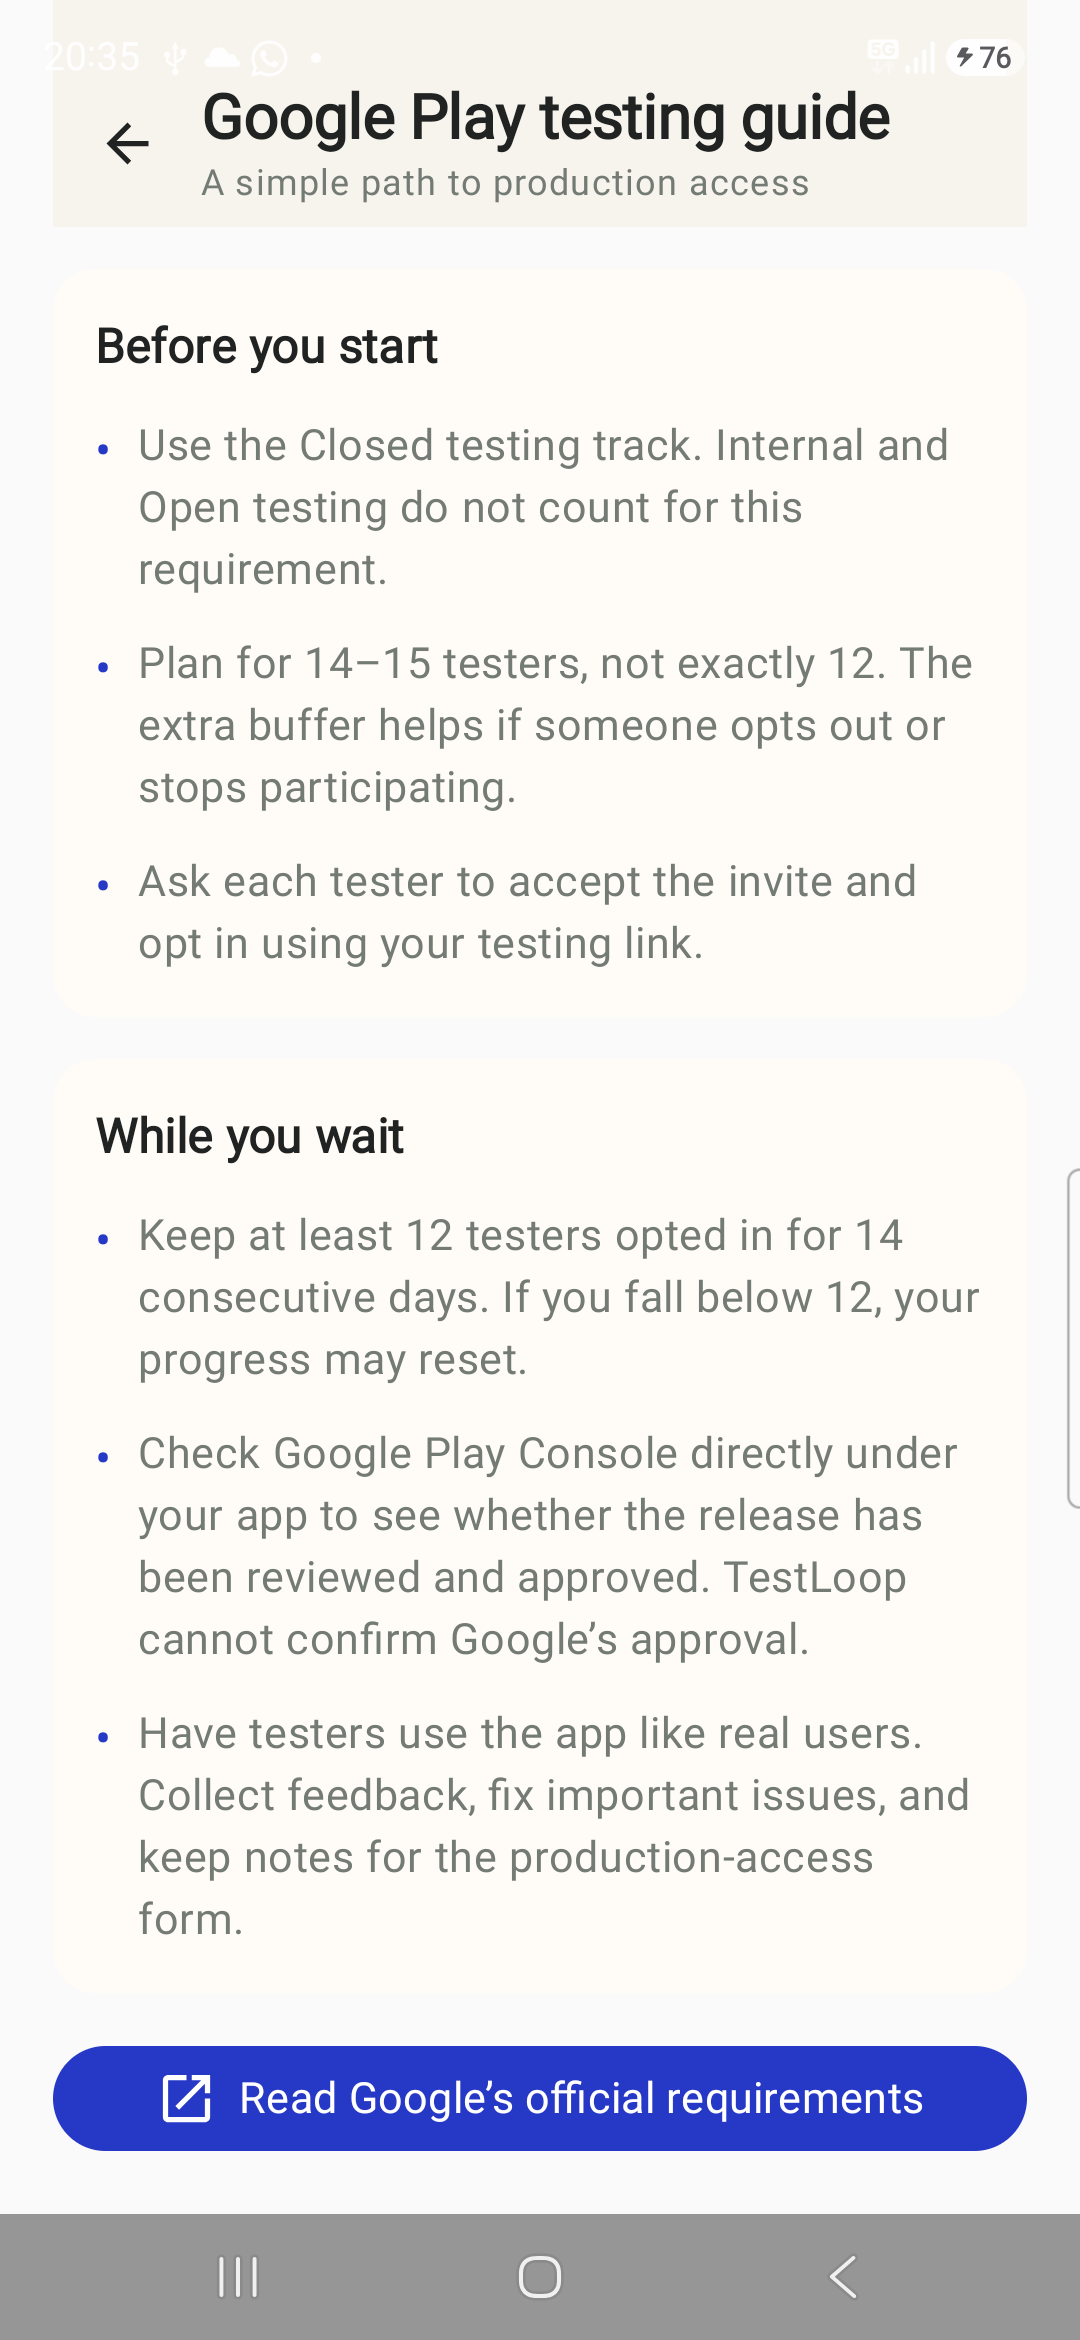 20:35
5G
76
Google Play testing guide
A simple path to production access
Before you start
• Use the Closed testing track. Internal and
Open testing do not count for this
requirement.
• Plan for 14–15 testers, not exactly 12. The
extra buffer helps if someone opts out or
stops participating.
• Ask each tester to accept the invite and
opt in using your testing link.
While you wait
• Keep at least 12 testers opted in for 14
consecutive days. If you fall below 12, your
progress may reset.
• Check Google Play Console directly under
your app to see whether the release has
been reviewed and approved. TestLoop
cannot confirm Google’s approval.
• Have testers use the app like real users.
Collect feedback, fix important issues, and
keep notes for the production-access
form.
Read Google’s official requirements